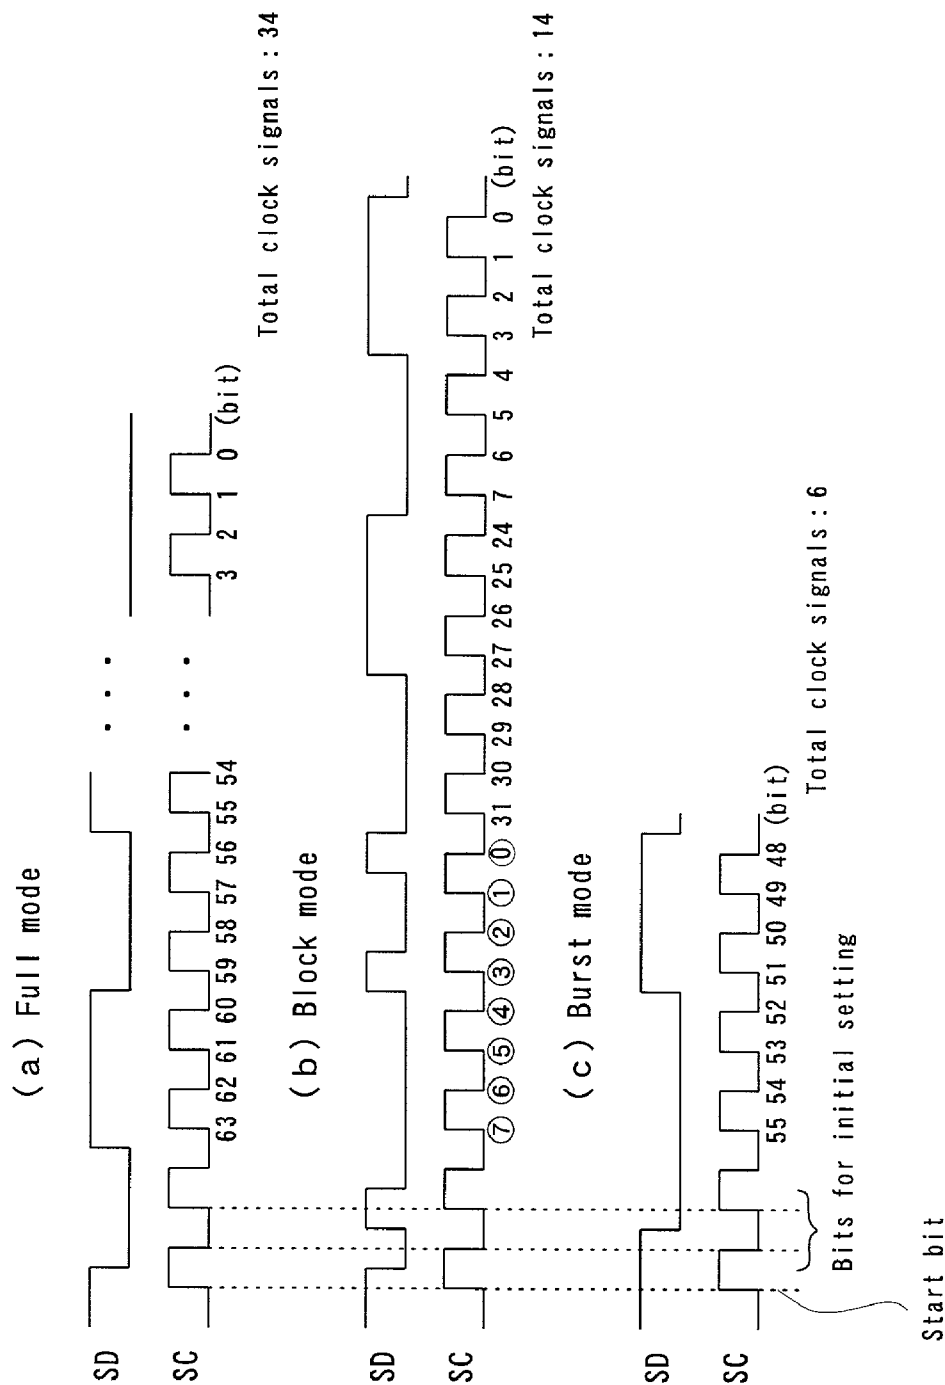 (a) Full mode
SD
SC
63 62 61 60 59 58 57 56 55 54 3 2 1 0 (bit)
Total clock signals : 34
(b) Block mode
SD
SC
⑦ ⑥ ⑤ ④ ③ ② ① ⓪ 31 30 29 28 27 26 25 24 7 6 5 4 3 2 1 0 (bit)
Total clock signals : 14
(c) Burst mode
SD
SC
55 54 53 52 51 50 49 48 (bit)
Total clock signals : 6
Bits for initial setting
Start bit